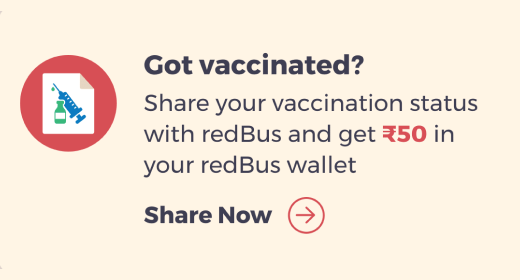 Got vaccinated?
Share your vaccination status
with redBus and get ₹50 in
your redBus wallet
Share Now